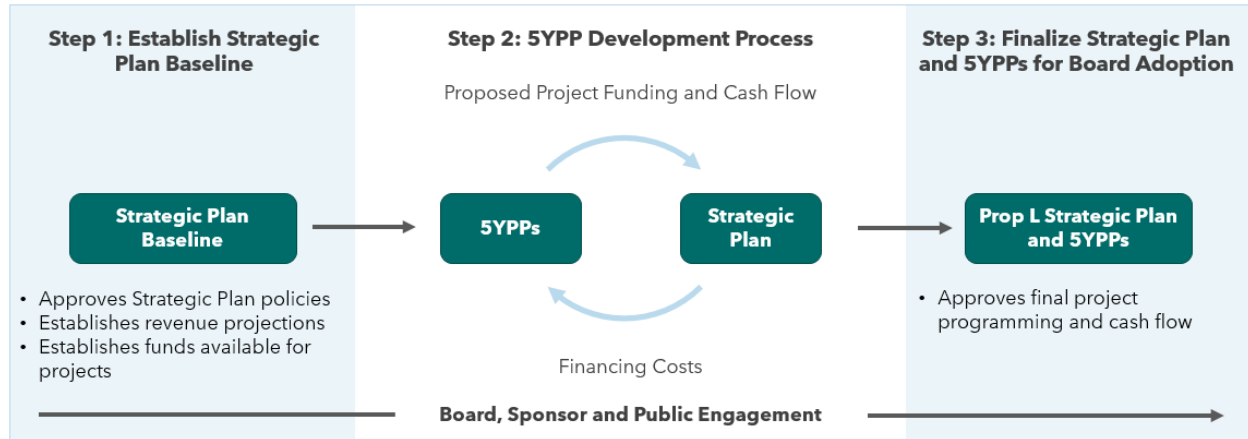 Step 1: Establish Strategic
Plan Baseline
Strategic Plan
Baseline
• Approves Strategic Plan policies
• Establishes revenue projections
• Establishes funds available for
projects
Step 2: 5YPP Development Process
Proposed Project Funding and Cash Flow
5YPPs
Strategic
Plan
Financing Costs
Step 3: Finalize Strategic Plan
and 5YPPs for Board Adoption
Prop L Strategic Plan
and 5YPPs
• Approves final project
programming and cash flow
Board, Sponsor and Public Engagement